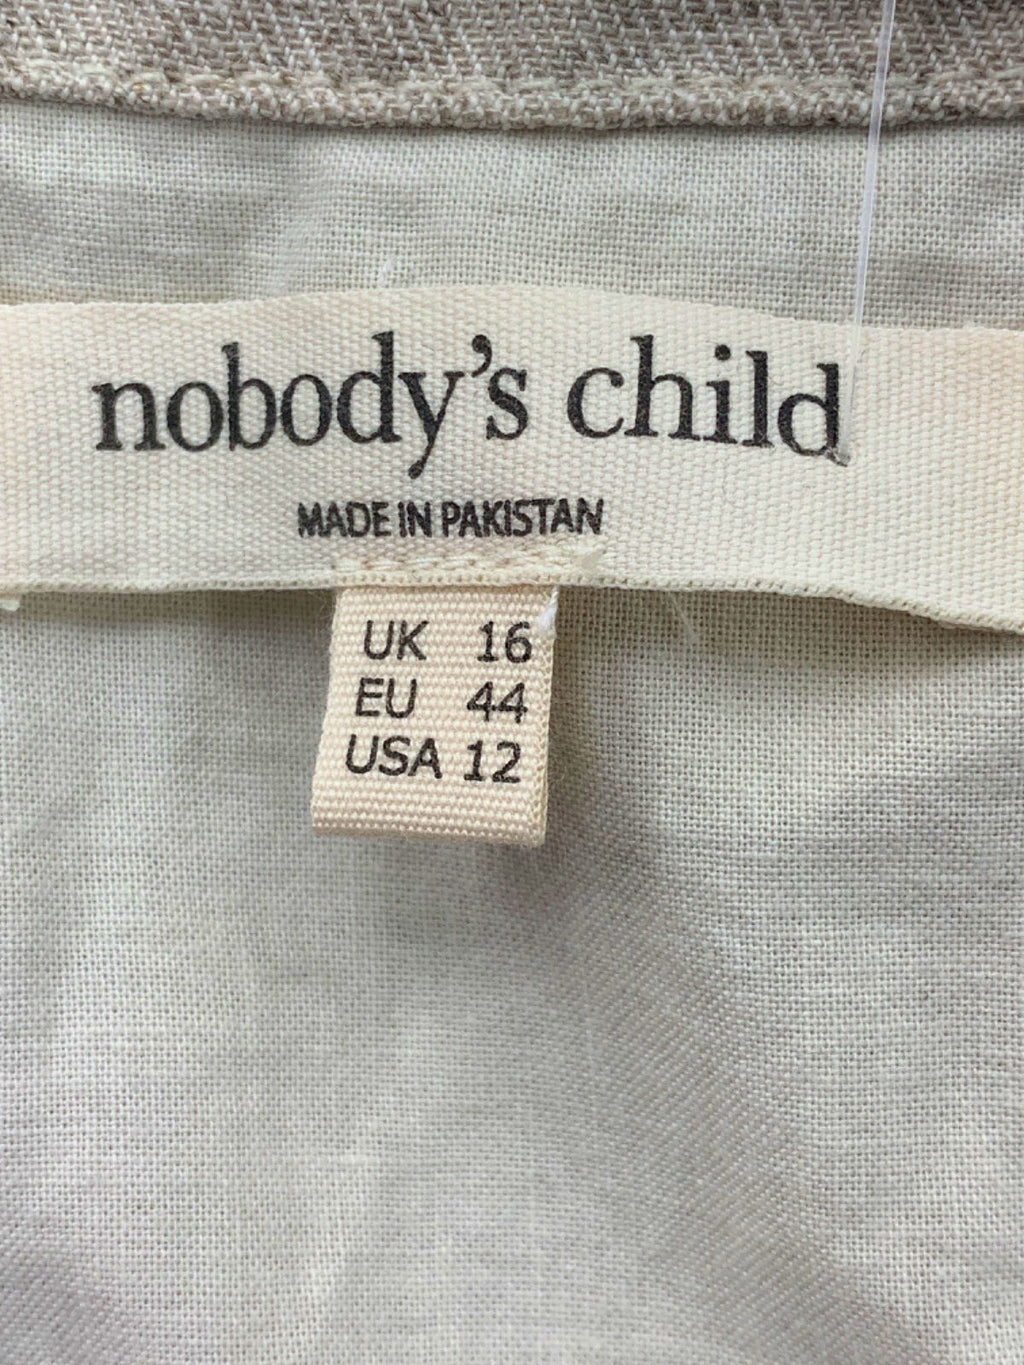 nobody's child
MADE IN PAKISTAN
UK 16
EU 44
USA 12